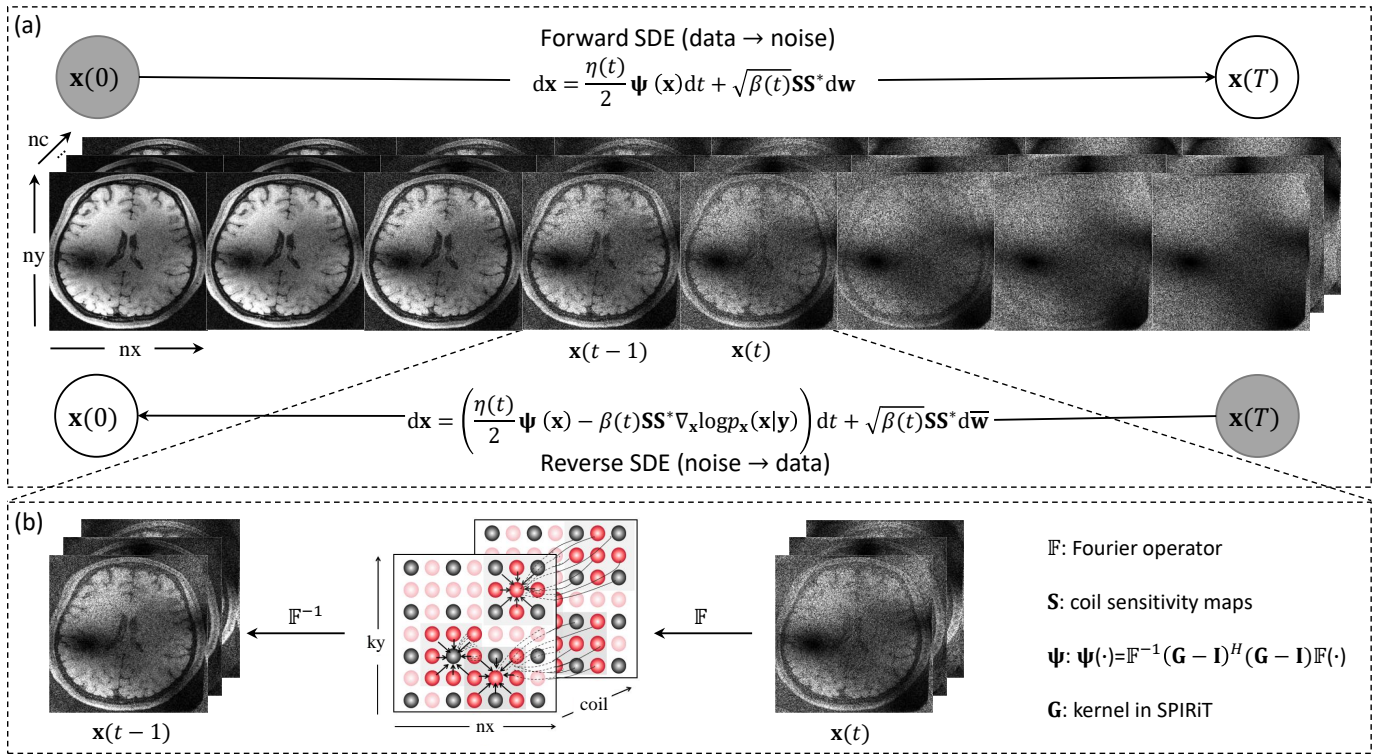 (a)
Forward SDE (data → noise)
x(0)
dx = η(t)/2 ψ (x)dt + √β(t)SS*dw
x(T)
nc
...
ny
nx
x(t − 1)
x(t)
x(0)
dx = (η(t)/2 ψ (x) − β(t)SS*∇ₓlogpₓ(x|y)) dt + √β(t)SS*dw̅
x(T)
Reverse SDE (noise → data)
(b)
𝔽⁻¹
ky
nx
coil
𝔽
x(t − 1)
x(t)
𝔽: Fourier operator
S: coil sensitivity maps
ψ: ψ(·)=𝔽⁻¹(G − I)ᴴ(G − I)𝔽(·)
G: kernel in SPIRiT